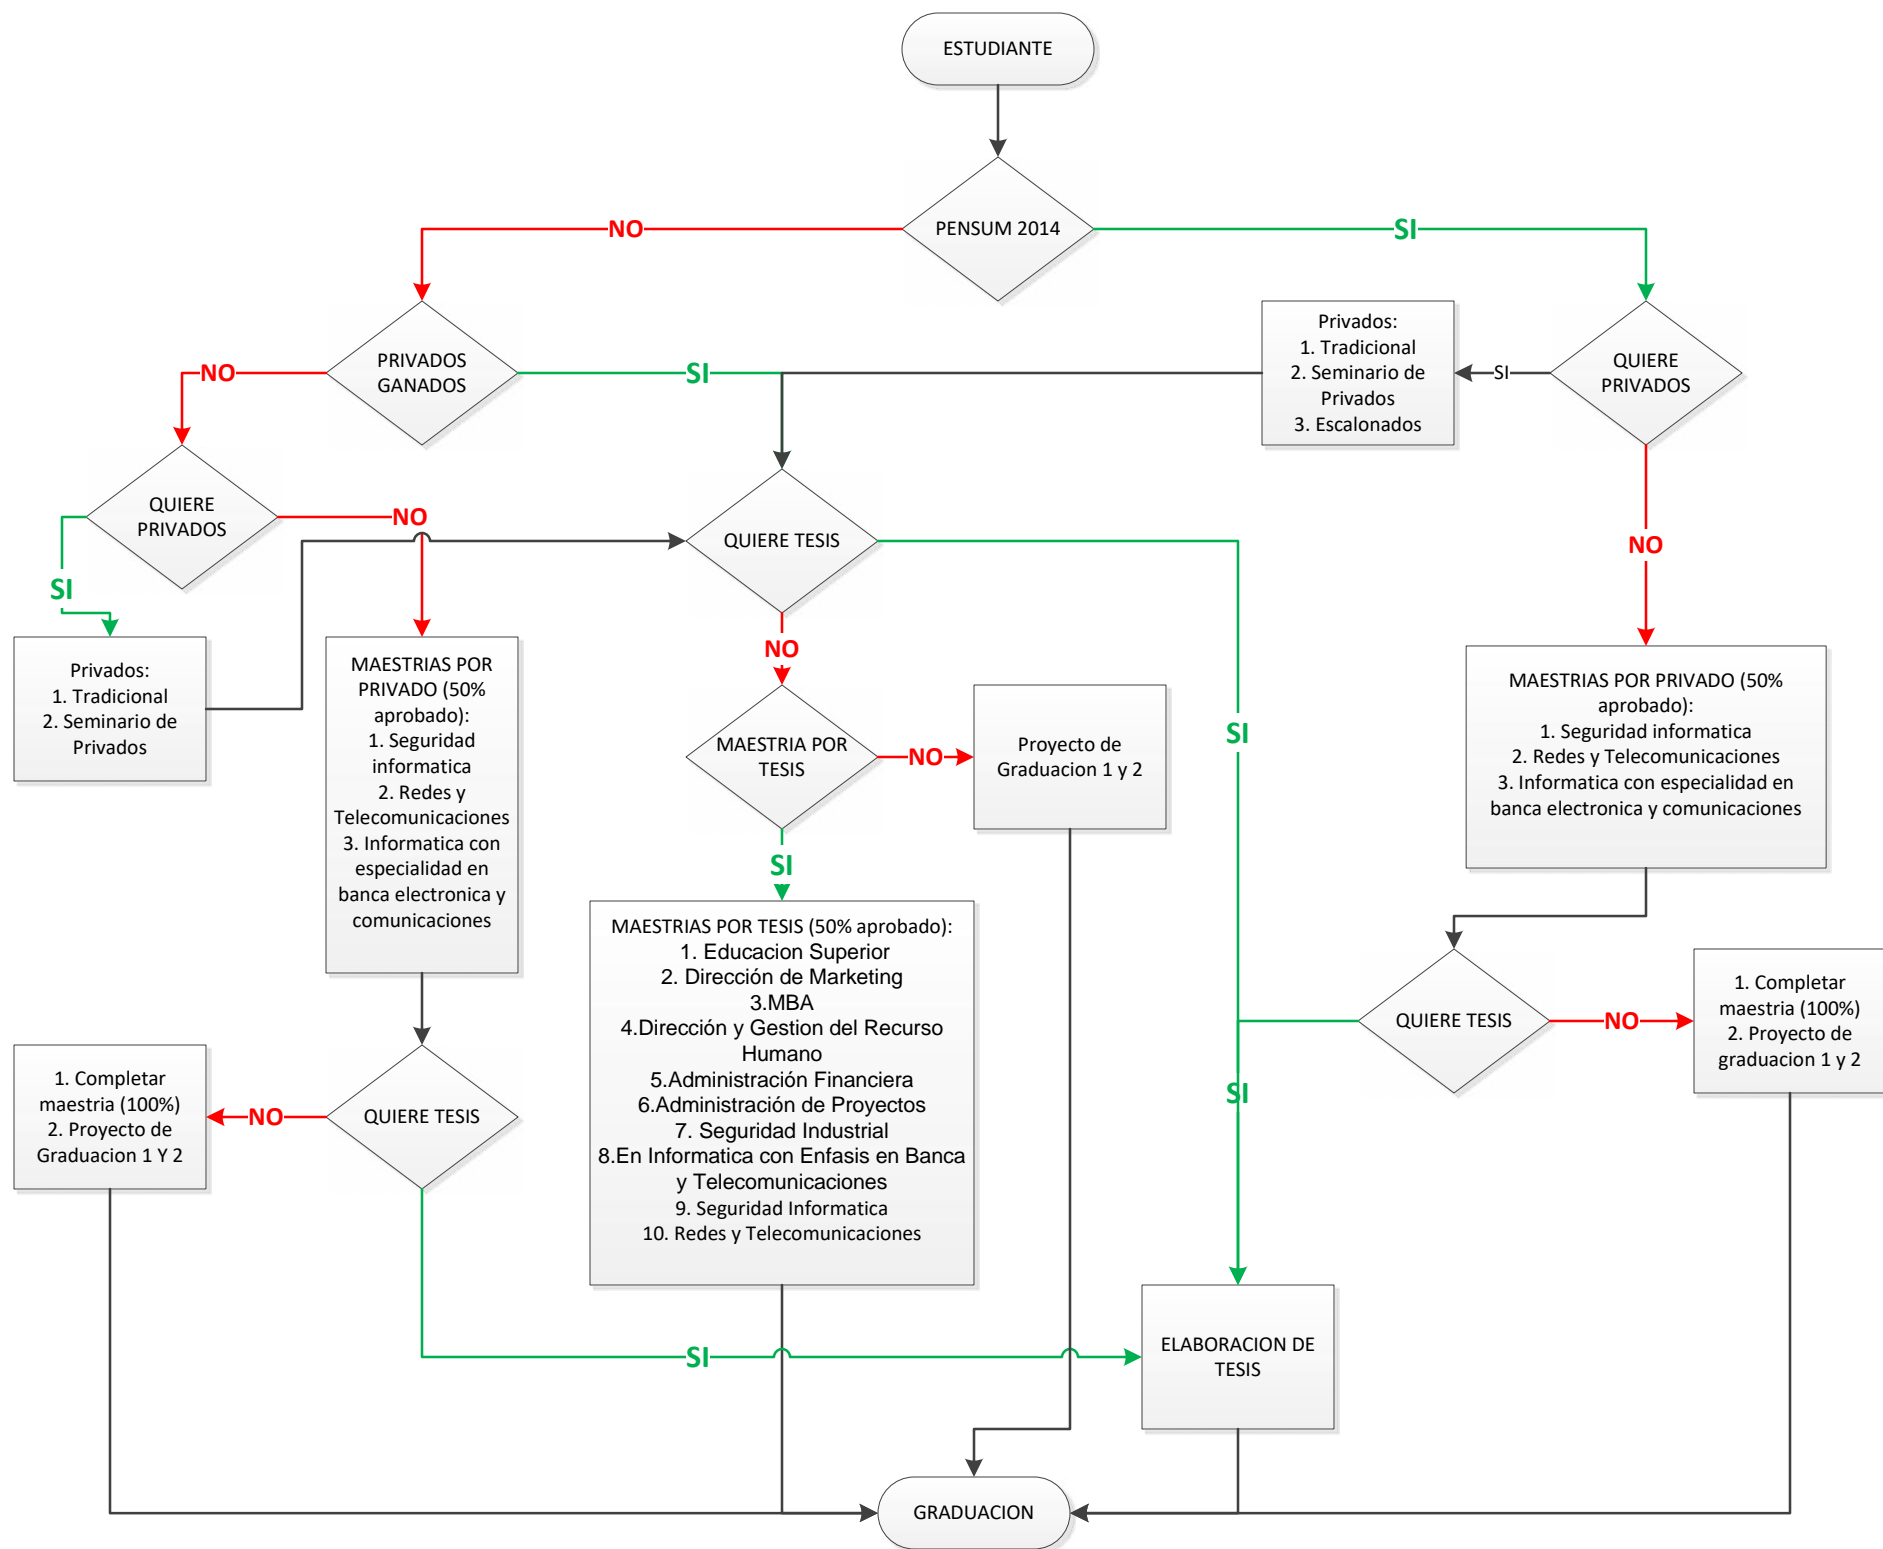 ESTUDIANTE
PENSUM 2014
NO
SI
PRIVADOS
GANADOS
NO
SI
Privados:
1. Tradicional
2. Seminario de
Privados
3. Escalonados
SI
QUIERE
PRIVADOS
QUIERE
PRIVADOS
NO
SI
QUIERE TESIS
NO
SI
NO
Privados:
1. Tradicional
2. Seminario de
Privados
MAESTRIAS POR
PRIVADO (50%
aprobado):
1. Seguridad
informatica
2. Redes y
Telecomunicaciones
3. Informatica con
especialidad en
banca electronica y
comunicaciones
MAESTRIA POR
TESIS
NO
SI
Proyecto de
Graduacion 1 y 2
MAESTRIAS POR PRIVADO (50%
aprobado):
1. Seguridad informatica
2. Redes y Telecomunicaciones
3. Informatica con especialidad en
banca electronica y comunicaciones
MAESTRIAS POR TESIS (50% aprobado):
1. Educacion Superior
2. Dirección de Marketing
3.MBA
4.Dirección y Gestion del Recurso
Humano
5.Administración Financiera
6.Administración de Proyectos
7. Seguridad Industrial
8.En Informatica con Enfasis en Banca
y Telecomunicaciones
9. Seguridad Informatica
10. Redes y Telecomunicaciones
QUIERE TESIS
NO
SI
1. Completar
maestria (100%)
2. Proyecto de
graduacion 1 y 2
1. Completar
maestria (100%)
2. Proyecto de
Graduacion 1 Y 2
NO
QUIERE TESIS
SI
ELABORACION DE
TESIS
GRADUACION